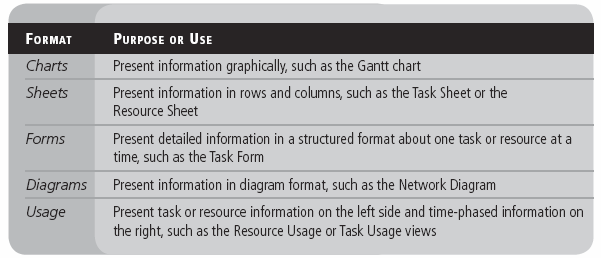 FORMAT PURPOSE OR USE
Charts Present information graphically, such as the Gantt chart
Sheets Present information in rows and columns, such as the Task Sheet or the
Resource Sheet
Forms Present detailed information in a structured format about one task or resource at a
time, such as the Task Form
Diagrams Present information in diagram format, such as the Network Diagram
Usage Present task or resource information on the left side and time-phased information on
the right, such as the Resource Usage or Task Usage views